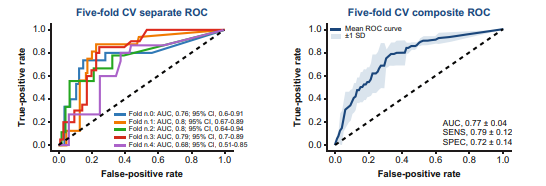 Five-fold CV separate ROC
True-positive rate
1.0
0.8
0.6
0.4
0.2
0.0
Fold n.0: AUC, 0.76; 95% CI, 0.6-0.91
Fold n.1: AUC, 0.8; 95% CI, 0.67-0.89
Fold n.2: AUC, 0.8; 95% CI, 0.64-0.94
Fold n.3: AUC, 0.79; 95% CI, 0.67-0.89
Fold n.4: AUC, 0.68; 95% CI, 0.51-0.85
0.0 0.2 0.4 0.6 0.8 1.0
False-positive rate
Five-fold CV composite ROC
True-positive rate
1.0
0.8
0.6
0.4
0.2
0.0
Mean ROC curve
±1 SD
AUC, 0.77 ± 0.04
SENS, 0.79 ± 0.12
SPEC, 0.72 ± 0.14
0.0 0.2 0.4 0.6 0.8 1.0
False-positive rate